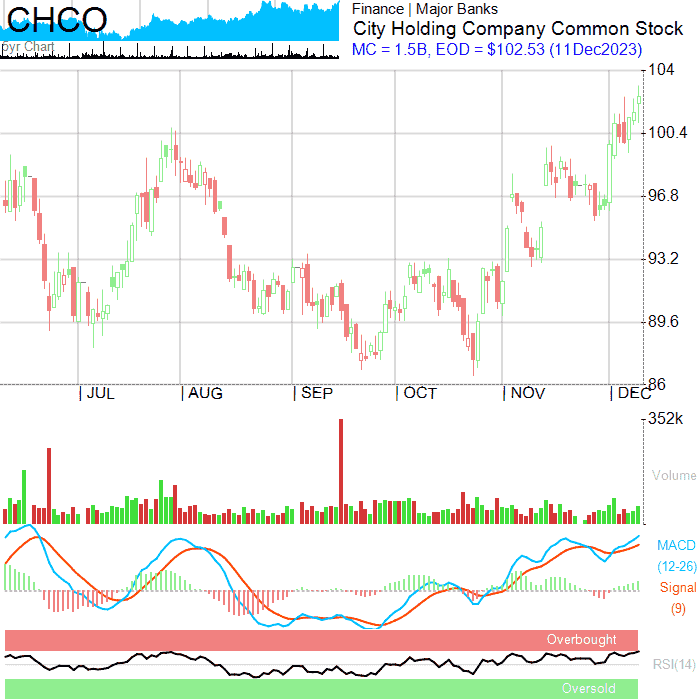 CHCO
5yr Chart
Finance | Major Banks
City Holding Company Common Stock
MC = 1.5B, EOD = $102.53 (11Dec2023)
104
100.4
96.8
93.2
89.6
86
JUL
AUG
SEP
OCT
NOV
DEC
352k
Volume
MACD
(12-26)
Signal
(9)
Overbought
RSI(14)
Oversold